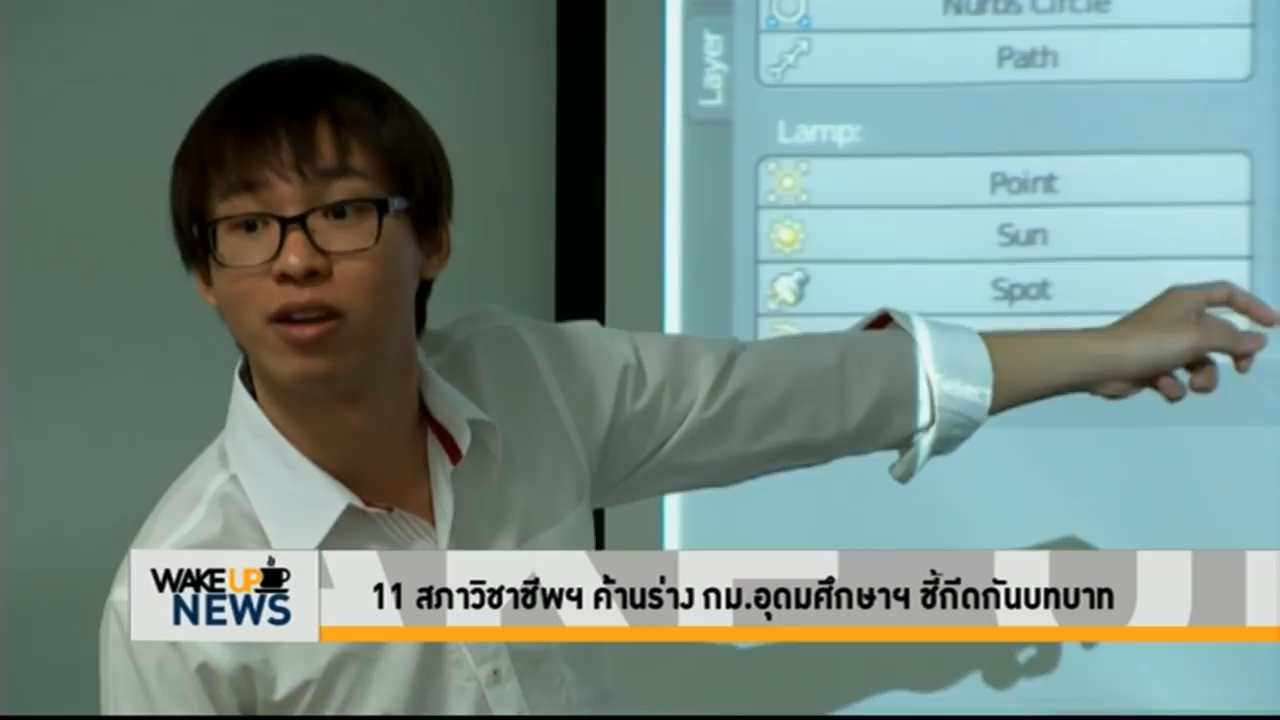 Nurbs Circle
Layer
Path
Lamp:
Point
Sun
Spot
WAKE UP
NEWS
11 สภาวิชาชีพฯ ค้านร่าง กม.อุดมศึกษาฯ ชี้กีดกันบทบาท